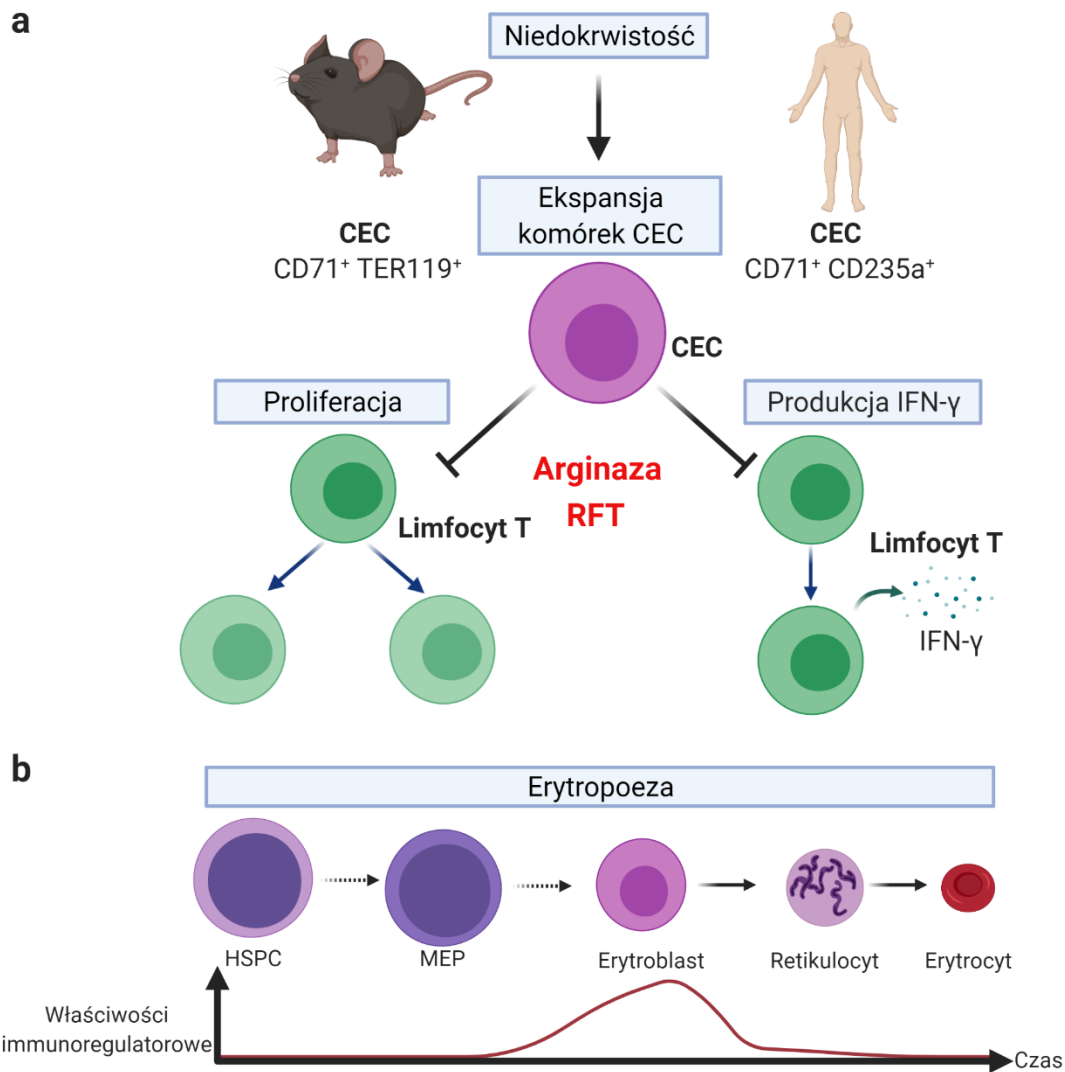 a
Niedokrwistość
Ekspansja
komórek CEC
CEC
CD71⁺ TER119⁺
CEC
CD71⁺ CD235a⁺
CEC
Proliferacja
Produkcja IFN-γ
Arginaza
RFT
Limfocyt T
Limfocyt T
IFN-γ
b
Erytropoeza
HSPC
MEP
Erytroblast
Retikulocyt
Erytrocyt
Właściwości
immunoregulatorowe
Czas